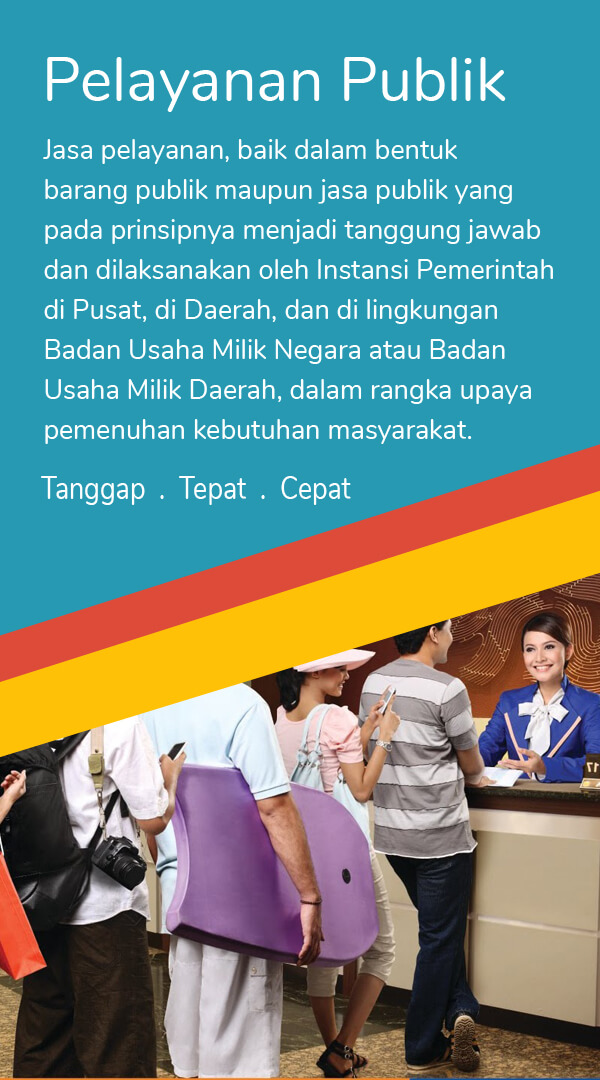 Pelayanan Publik
Jasa pelayanan, baik dalam bentuk
barang publik maupun jasa publik yang
pada prinsipnya menjadi tanggung jawab
dan dilaksanakan oleh Instansi Pemerintah
di Pusat, di Daerah, dan di lingkungan
Badan Usaha Milik Negara atau Badan
Usaha Milik Daerah, dalam rangka upaya
pemenuhan kebutuhan masyarakat.
Tanggap . Tepat . Cepat